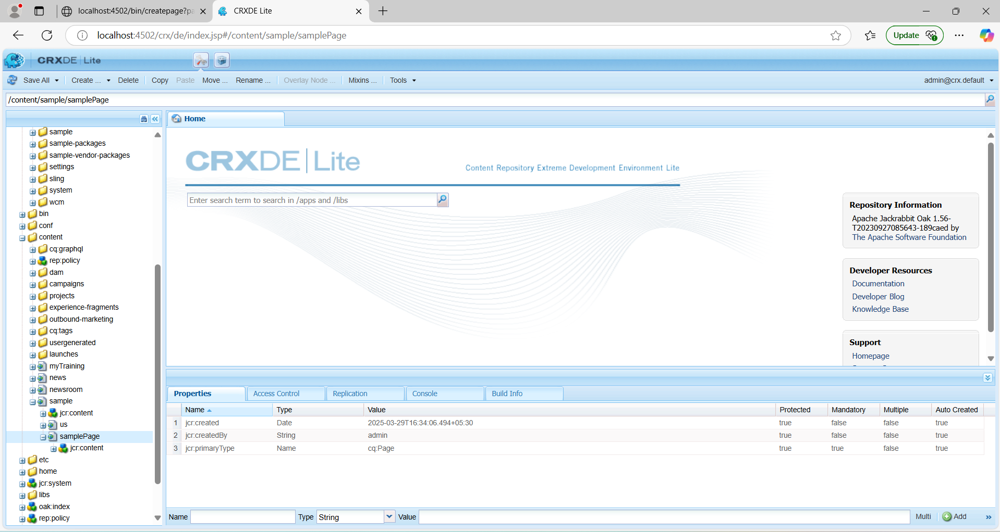 localhost:4502/bin/createpage?pa
CRXDE Lite
localhost:4502/crx/de/index.jsp#/content/sample/samplePage
Update
CRXDE Lite
Save All
Create ...
Delete
Copy
Paste
Move ...
Rename ...
Overlay Node ...
Mixins ...
Tools
admin@crx.default
/content/sample/samplePage
sample
sample-packages
sample-vendor-packages
settings
sling
system
wcm
bin
conf
content
cq:graphql
rep:policy
dam
campaigns
projects
experience-fragments
outbound-marketing
cq:tags
usergenerated
launches
myTraining
news
newsroom
sample
jcr:content
us
samplePage
jcr:content
etc
home
jcr:system
libs
oak:index
rep:policy
Home
CRXDE Lite
Content Repository Extreme Development Environment Lite
Enter search term to search in /apps and /libs
Repository Information
Apache Jackrabbit Oak 1.56-
T20230927085643-189caed by
The Apache Software Foundation
Developer Resources
Documentation
Developer Blog
Knowledge Base
Support
Homepage
Properties
Access Control
Replication
Console
Build Info
Name Type Value Protected Mandatory Multiple Auto Created
1 jcr:created Date 2025-03-29T16:34:06.494+05:30 true false false true
2 jcr:createdBy String admin true false false true
3 jcr:primaryType Name cq:Page true true false true
Name Type String Value Multi Add